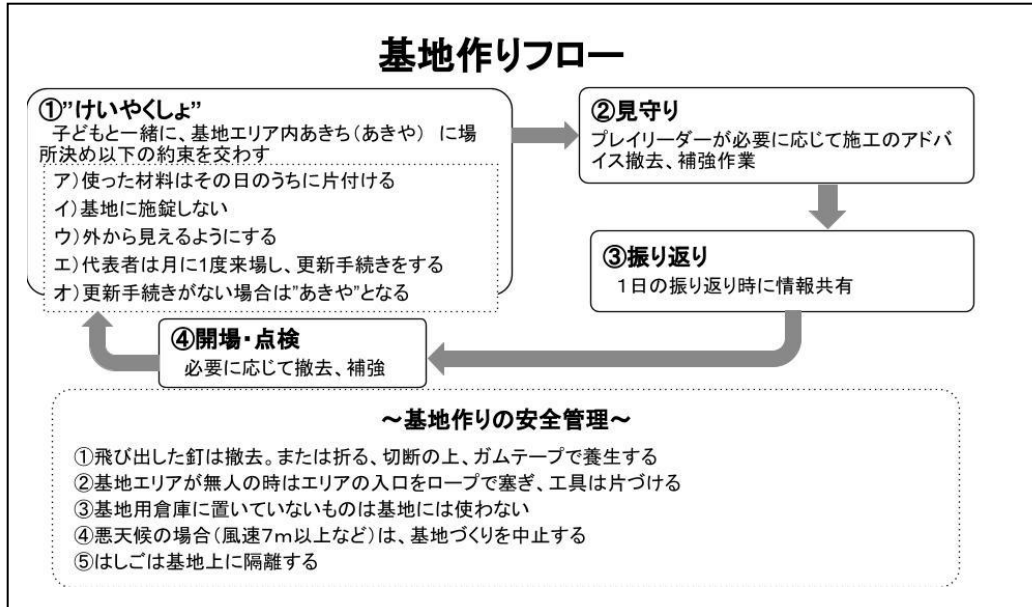 基地作りフロー
①”けいやくしょ”
子どもと一緒に、基地エリア内あきち（あきや）　に場
所決め以下の約束を交わす
ア）使った材料はその日のうちに片付ける
イ）基地に施錠しない
ウ）外から見えるようにする
エ）代表者は月に1度来場し、更新手続きをする
オ）更新手続きがない場合は”あきや”となる
②見守り
プレイリーダーが必要に応じて施工のアドバ
イス撤去、補強作業
③振り返り
１日の振り返り時に情報共有
④開場・点検
必要に応じて撤去、補強
～基地作りの安全管理～
①飛び出した釘は撤去。または折る、切断の上、ガムテープで養生する
②基地エリアが無人の時はエリアの入口をロープで塞ぎ、工具は片づける
③基地用倉庫に置いていないものは基地には使わない
④悪天候の場合（風速７ｍ以上など）は、基地づくりを中止する
⑤はしごは基地上に隔離する